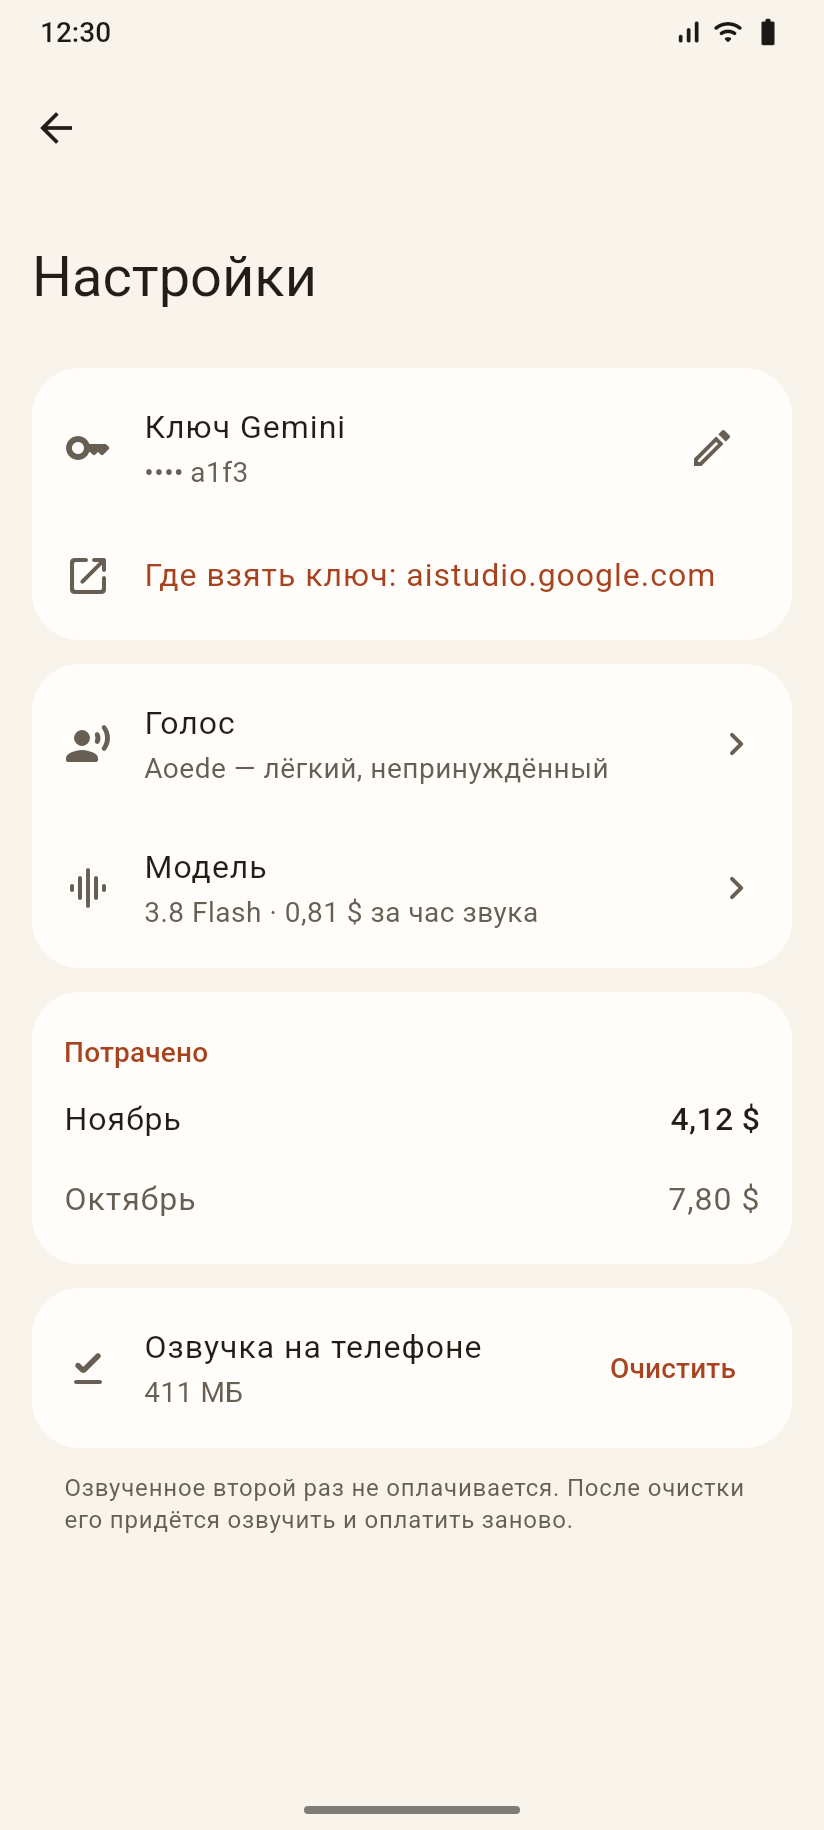 12:30
Настройки
Ключ Gemini
•••• a1f3
Где взять ключ: aistudio.google.com
Голос
Aoede — лёгкий, непринуждённый
Модель
3.8 Flash · 0,81 $ за час звука
Потрачено
Ноябрь 4,12 $
Октябрь 7,80 $
Озвучка на телефоне
411 МБ
Очистить
Озвученное второй раз не оплачивается. После очистки
его придётся озвучить и оплатить заново.